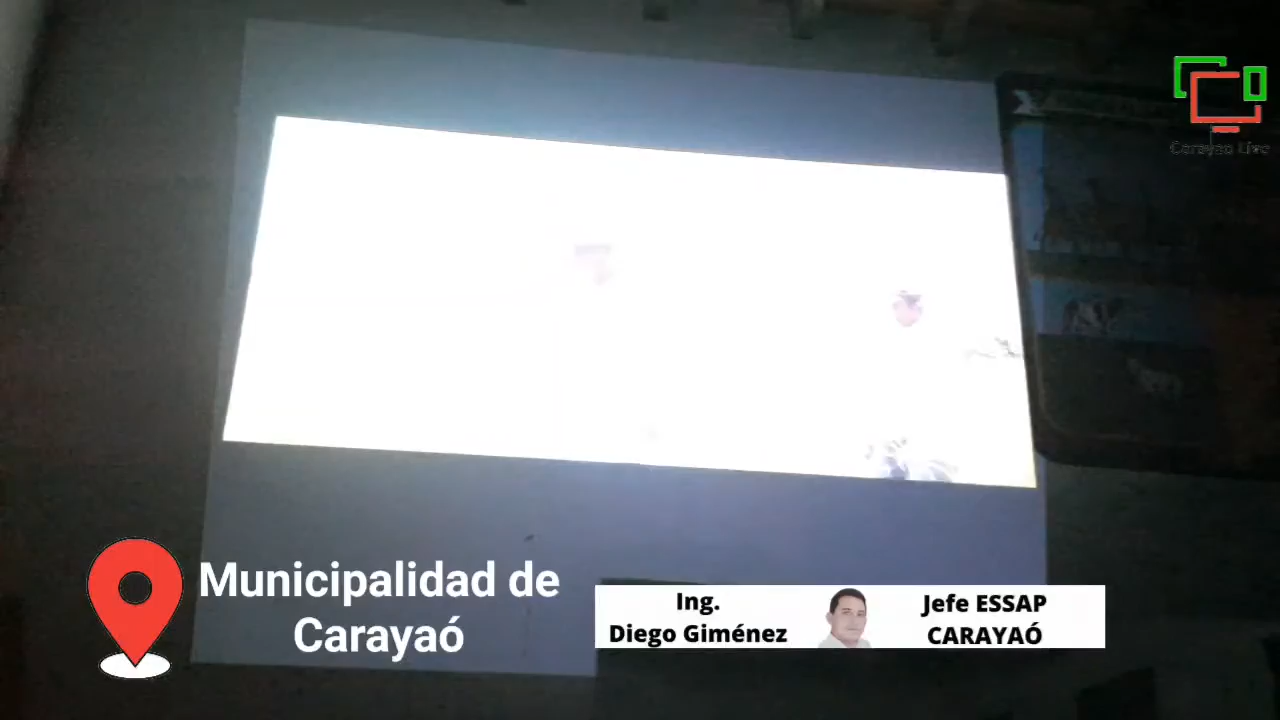 Carayao Live
Municipalidad de
Carayaó
Ing.
Diego Giménez
Jefe ESSAP
CARAYAÓ